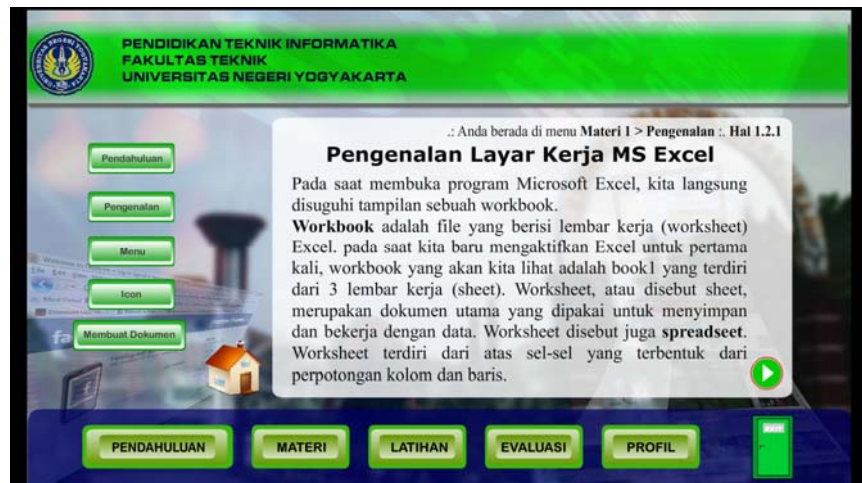 PENDIDIKAN TEKNIK INFORMATIKA
FAKULTAS TEKNIK
UNIVERSITAS NEGERI YOGYAKARTA
.: Anda berada di menu Materi 1 > Pengenalan :. Hal 1.2.1
Pengenalan Layar Kerja MS Excel
Pada saat membuka program Microsoft Excel, kita langsung
disuguhi tampilan sebuah workbook.
Workbook adalah file yang berisi lembar kerja (worksheet)
Excel. pada saat kita baru mengaktifkan Excel untuk pertama
kali, workbook yang akan kita lihat adalah book1 yang terdiri
dari 3 lembar kerja (sheet). Worksheet, atau disebut sheet,
merupakan dokumen utama yang dipakai untuk menyimpan
dan bekerja dengan data. Worksheet disebut juga spreadseet.
Worksheet terdiri dari atas sel-sel yang terbentuk dari
perpotongan kolom dan baris.
Pendahuluan
Pengenalan
Menu
Icon
Membuat Dokumen
PENDAHULUAN
MATERI
LATIHAN
EVALUASI
PROFIL
EXIT